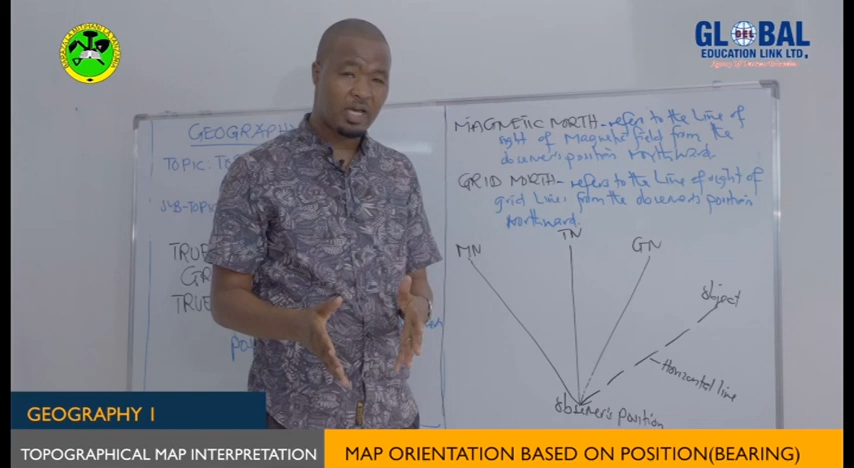 GLOBAL
EDUCATION LINK LTD.
GEL
GEOGRAPHY
TOPIC: TO
SUB-TOPIC
TRUE
GR
TRUE
MAGNETIC NORTH - refers to the Line of
sight of Magnetic field from the
observer's position Northward.
GRID NORTH - refers to the Line of sight of
grid Lines from the observer's position
Northward.
MN
TN
GN
object
Horizontal line
observer's position
GEOGRAPHY 1
TOPOGRAPHICAL MAP INTERPRETATION
MAP ORIENTATION BASED ON POSITION(BEARING)